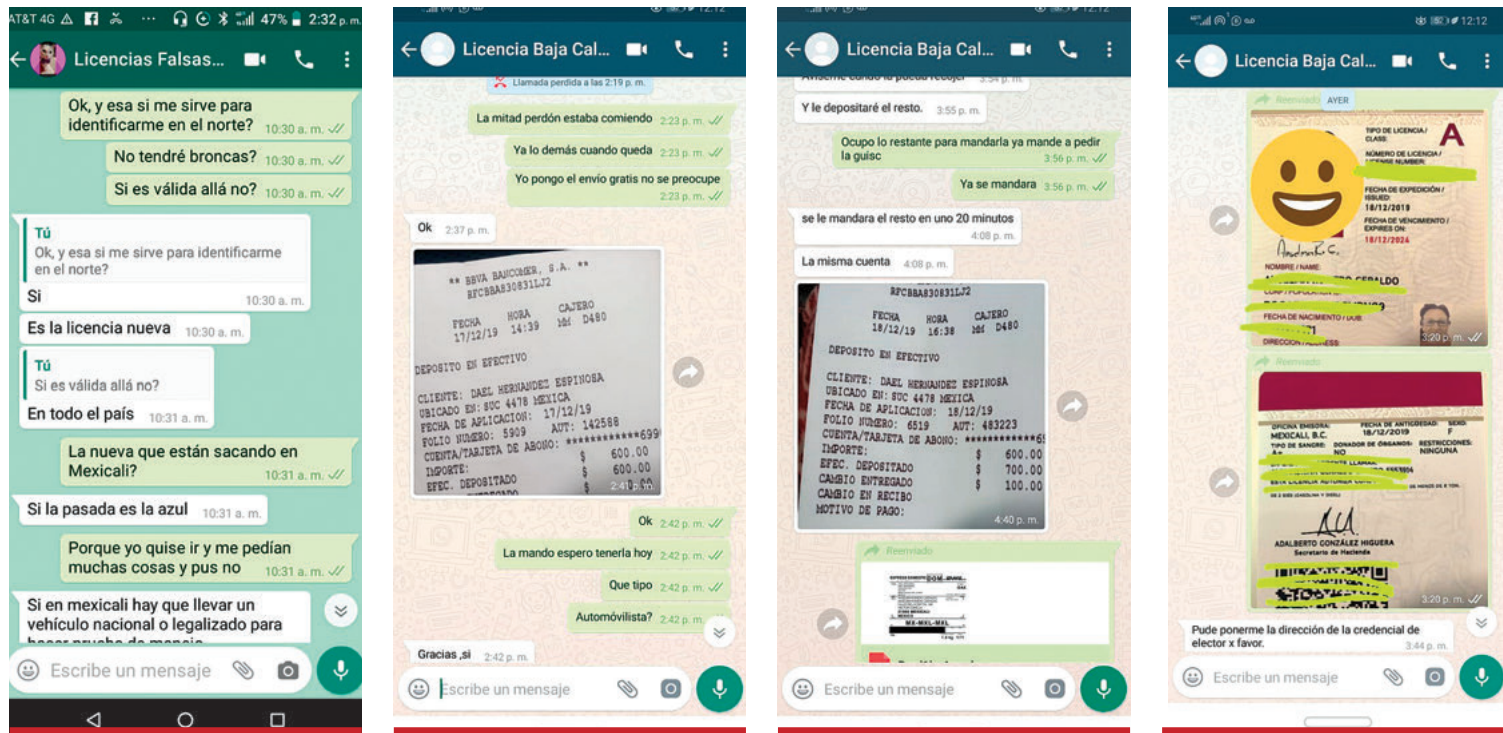 AT&T 4G 47% 2:32 p. m.
Licencias Falsas...
Ok, y esa si me sirve para
identificarme en el norte? 10:30 a. m.
No tendré broncas? 10:30 a. m.
Si es válida allá no? 10:30 a. m.
Tú
Ok, y esa si me sirve para identificarme
en el norte?
Si 10:30 a. m.
Es la licencia nueva 10:30 a. m.
Tú
Si es válida allá no?
En todo el país 10:31 a. m.
La nueva que están sacando en
Mexicali? 10:31 a. m.
Si la pasada es la azul 10:31 a. m.
Porque yo quise ir y me pedían
muchas cosas y pus no 10:31 a. m.
Si en mexicali hay que llevar un
vehículo nacional o legalizado para
Escribe un mensaje
12:12
Licencia Baja Cal...
Llamada perdida a las 2:19 p. m.
La mitad perdón estaba comiendo 2:23 p. m.
Ya lo demás cuando queda 2:23 p. m.
Yo pongo el envío gratis no se preocupe
2:23 p. m.
Ok 2:37 p. m.
** BBVA BANCOMER, S.A. **
RFCBBA830831LJ2
FECHA HORA CAJERO
17/12/19 14:39 D480
DEPOSITO EN EFECTIVO
CLIENTE: DAEL HERNANDEZ ESPINOSA
UBICADO EN: SUC 4478 MEXICA
FECHA DE APLICACION: 17/12/19
FOLIO NUMERO: 5909 AUT: 142588
CUENTA/TARJETA DE ABONO: ************699
IMPORTE: $ 600.00
EFEC. DEPOSITADO $ 600.00
2:41 p. m.
Ok 2:42 p. m.
La mando espero tenerla hoy 2:42 p. m.
Que tipo 2:42 p. m.
Automóvilista? 2:42 p. m.
Gracias ,si 2:42 p. m.
Escribe un mensaje
12:12
Licencia Baja Cal...
3:54 p. m.
Y le depositaré el resto. 3:55 p. m.
Ocupo lo restante para mandarla ya mande a pedir
la guisc 3:56 p. m.
Ya se mandara 3:56 p. m.
se le mandara el resto en uno 20 minutos
4:08 p. m.
La misma cuenta 4:08 p. m.
RFCBBA830831LJ2
FECHA HORA CAJERO
18/12/19 16:38 D480
DEPOSITO EN EFECTIVO
CLIENTE: DAEL HERNANDEZ ESPINOSA
UBICADO EN: SUC 4478 MEXICA
FECHA DE APLICACION: 18/12/19
FOLIO NUMERO: 6519 AUT: 483223
CUENTA/TARJETA DE ABONO:
IMPORTE: $ 600.00
EFEC. DEPOSITADO $ 700.00
CAMBIO ENTREGADO $ 100.00
CAMBIO EN RECIBO
MOTIVO DE PAGO:
4:40 p. m.
Reenviado
MX-MXL-MXL
Escribe un mensaje
12:12
Licencia Baja Cal...
Reenviado AYER
TIPO DE LICENCIA /
CLASS: A
NÚMERO DE LICENCIA /
LICENSE NUMBER:
FECHA DE EXPEDICIÓN /
ISSUED:
18/12/2019
FECHA DE VENCIMIENTO /
EXPIRES ON:
18/12/2024
NOMBRE / NAME:
FECHA DE NACIMIENTO / DOB:
3:20 p. m.
Reenviado
OFICINA EMISORA: FECHA DE ANTIGÜEDAD: SEXO:
MEXICALI, B.C. 18/12/2019 F
TIPO DE SANGRE: DONADOR DE ÓRGANOS: RESTRICCIONES:
NO NINGUNA
ADALBERTO GONZÁLEZ HIGUERA
Secretario de Hacienda
3:20 p. m.
Pude ponerme la dirección de la credencial de
elector x favor. 3:44 p. m.
Escribe un mensaje